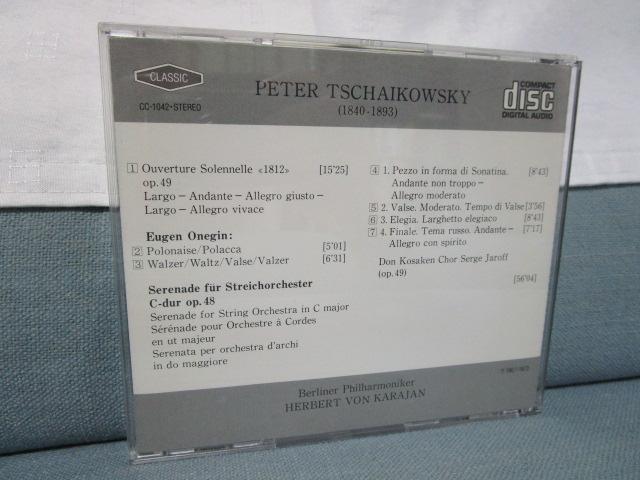 CLASSIC
CC-1042・STEREO
PETER TSCHAIKOWSKY
(1840-1893)
COMPACT
disc
DIGITAL AUDIO
1 Ouverture Solennelle «1812» [15'25]
op.49
Largo－Andante－Allegro giusto－
Largo－Allegro vivace
Eugen Onegin:
2 Polonaise/Polacca [5'01]
3 Walzer/Waltz/Valse/Valzer [6'31]
Serenade für Streichorchester
C-dur op.48
Serenade for String Orchestra in C major
Sérénade pour Orchestre à Cordes
en ut majeur
Serenata per orchestra d'archi
in do maggiore
4 1. Pezzo in forma di Sonatina. [8'43]
Andante non troppo－
Allegro moderato
5 2. Valse. Moderato. Tempo di Valse [3'56]
6 3. Elegia. Larghetto elegiaco [8'43]
7 4. Finale. Tema russo. Andante－ [7'17]
Allegro con spirito
Don Kosaken Chor Serge Jaroff
(op.49)
[56'04]
Berliner Philharmoniker
HERBERT VON KARAJAN